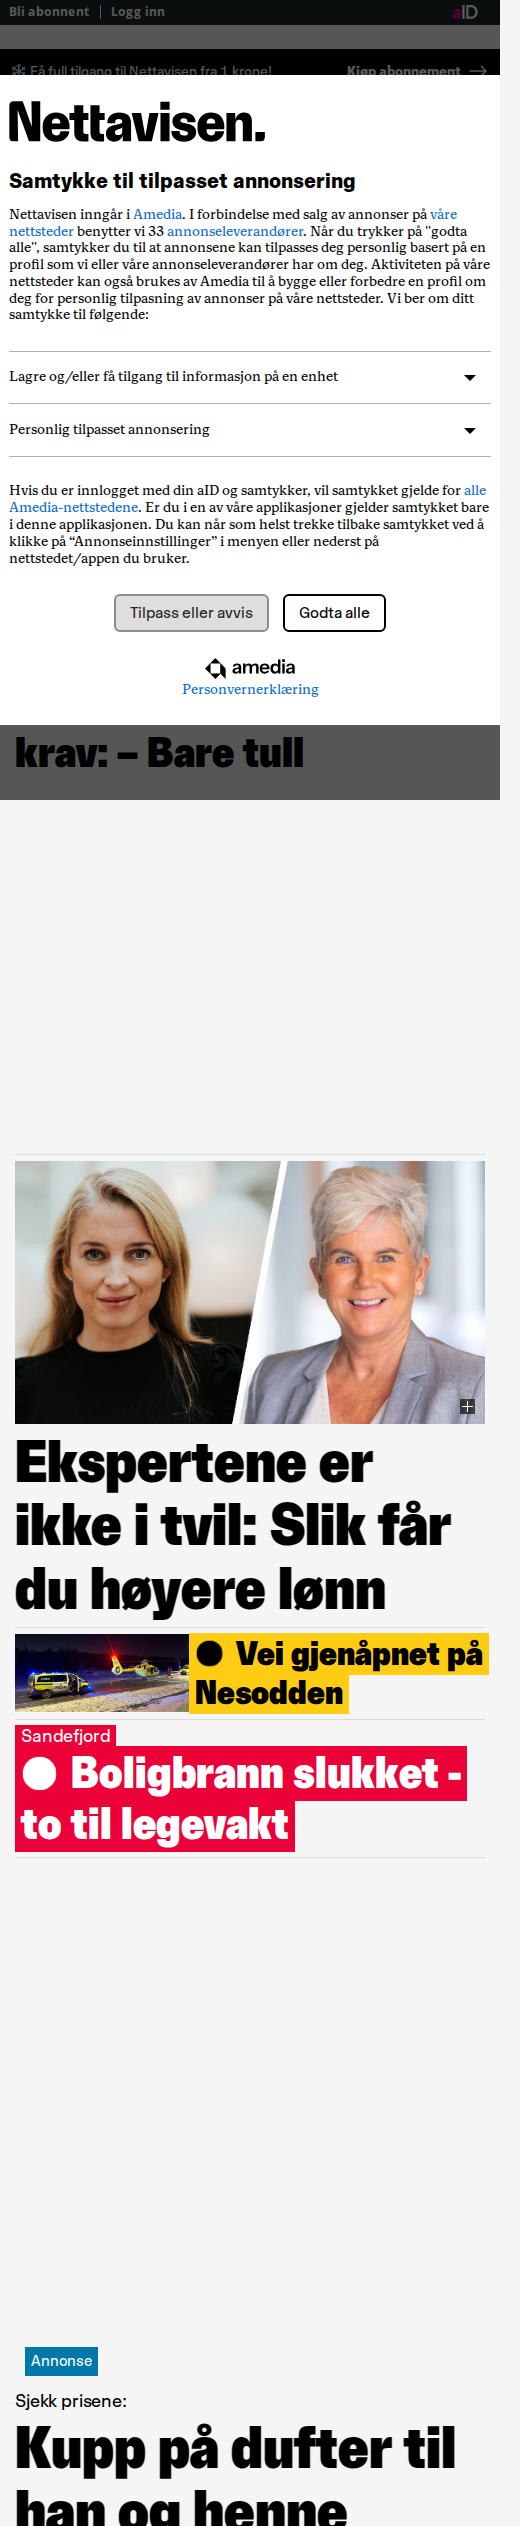 Bli abonnent | Logg inn aID
Få full tilgang til Nettavisen fra 1 krone! Kjøp abonnement
Nettavisen.
Samtykke til tilpasset annonsering
Nettavisen inngår i Amedia. I forbindelse med salg av annonser på våre
nettsteder benytter vi 33 annonseleverandører. Når du trykker på "godta
alle", samtykker du til at annonsene kan tilpasses deg personlig basert på en
profil som vi eller våre annonseleverandører har om deg. Aktiviteten på våre
nettsteder kan også brukes av Amedia til å bygge eller forbedre en profil om
deg for personlig tilpasning av annonser på våre nettsteder. Vi ber om ditt
samtykke til følgende:
Lagre og/eller få tilgang til informasjon på en enhet
Personlig tilpasset annonsering
Hvis du er innlogget med din aID og samtykker, vil samtykket gjelde for alle
Amedia-nettstedene. Er du i en av våre applikasjoner gjelder samtykket bare
i denne applikasjonen. Du kan når som helst trekke tilbake samtykket ved å
klikke på “Annonseinnstillinger” i menyen eller nederst på
nettstedet/appen du bruker.
Tilpass eller avvis Godta alle
amedia
Personvernerklæring
krav: – Bare tull
Ekspertene er
ikke i tvil: Slik får
du høyere lønn
Vei gjenåpnet på
Nesodden
Sandefjord
Boligbrann slukket -
to til legevakt
Annonse
Sjekk prisene:
Kupp på dufter til
han og henne